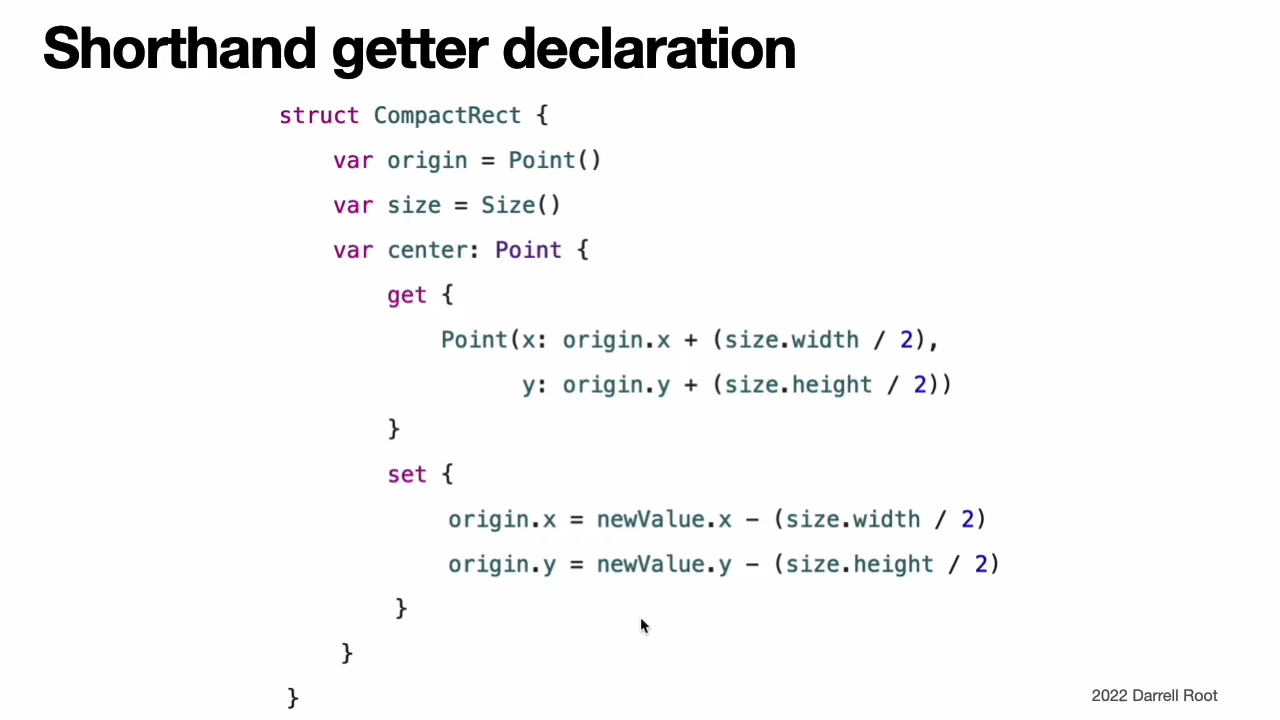 Shorthand getter declaration
struct CompactRect {
var origin = Point()
var size = Size()
var center: Point {
get {
Point(x: origin.x + (size.width / 2),
y: origin.y + (size.height / 2))
}
set {
origin.x = newValue.x - (size.width / 2)
origin.y = newValue.y - (size.height / 2)
}
}
}
2022 Darrell Root